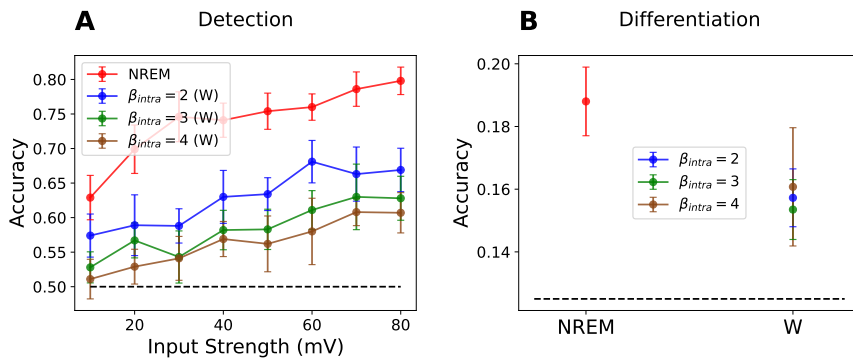 A
Detection
Accuracy
0.80
0.75
0.70
0.65
0.60
0.55
0.50
NREM
β_intra = 2 (W)
β_intra = 3 (W)
β_intra = 4 (W)
20
40
60
80
Input Strength (mV)
B
Differentiation
Accuracy
0.20
0.18
0.16
0.14
β_intra = 2
β_intra = 3
β_intra = 4
NREM
W